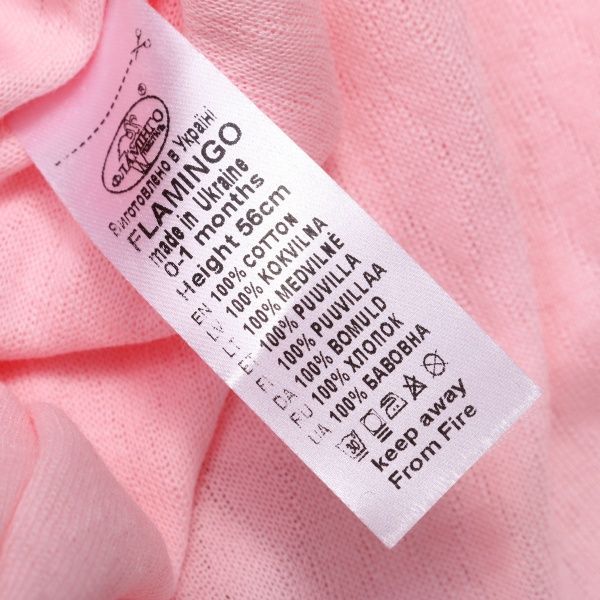 ФЛАМІНГО
®
Виготовлено в Україні
FLAMINGO
made in Ukraine
0-1 months
Height 56cm
EN 100% COTTON
LV 100% KOKVILNA
LT 100% MEDVILNĖ
ET 100% PUUVILLA
FI 100% PUUVILLAA
DA 100% BOMULD
RU 100% ХЛОПОК
UA 100% БАВОВНА
30
keep away
From Fire